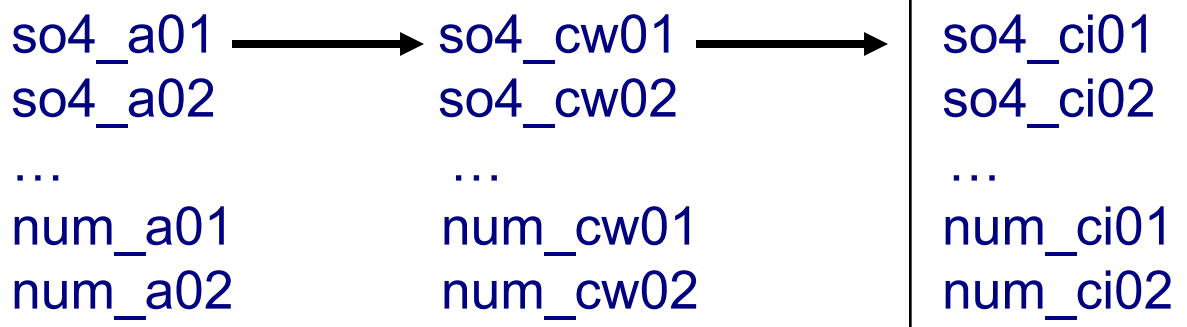 so4_a01 so4_cw01 so4_ci01
so4_a02 so4_cw02 so4_ci02
… … …
num_a01 num_cw01 num_ci01
num_a02 num_cw02 num_ci02